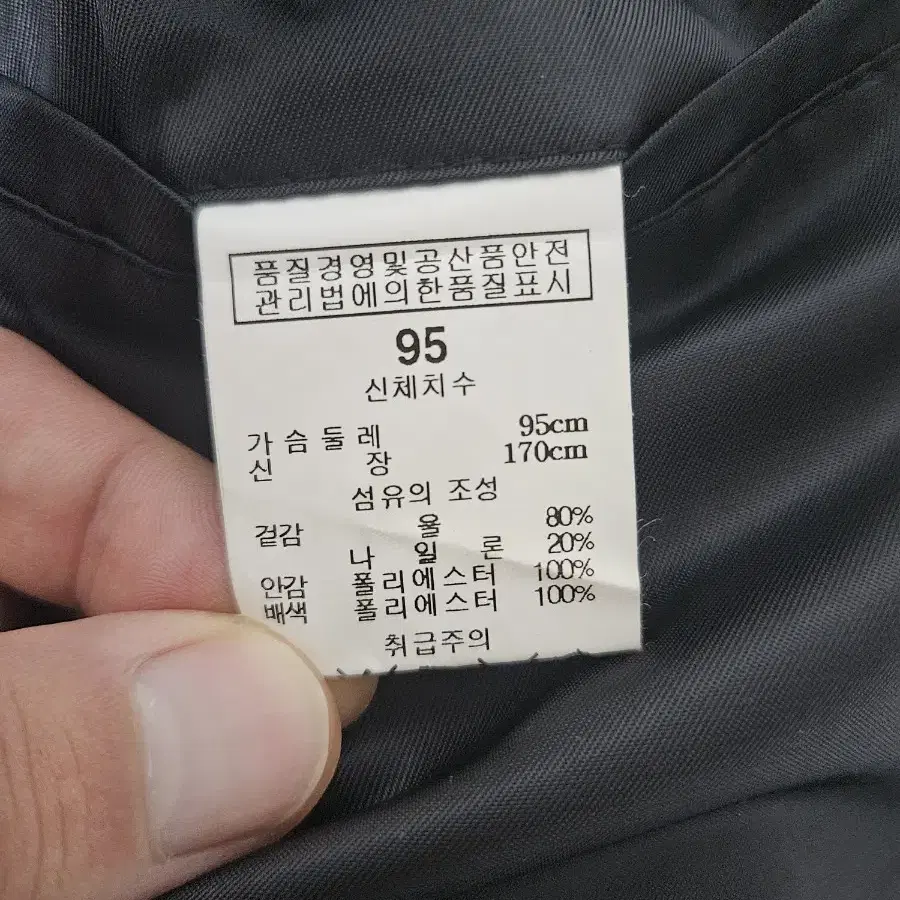 품질경영및공산품안전
관리법에의한품질표시
95
신체치수
가슴둘레 95cm
신 장 170cm
섬유의 조성
겉감 울 80%
나 일 론 20%
안감 폴리에스터 100%
배색 폴리에스터 100%
취급주의